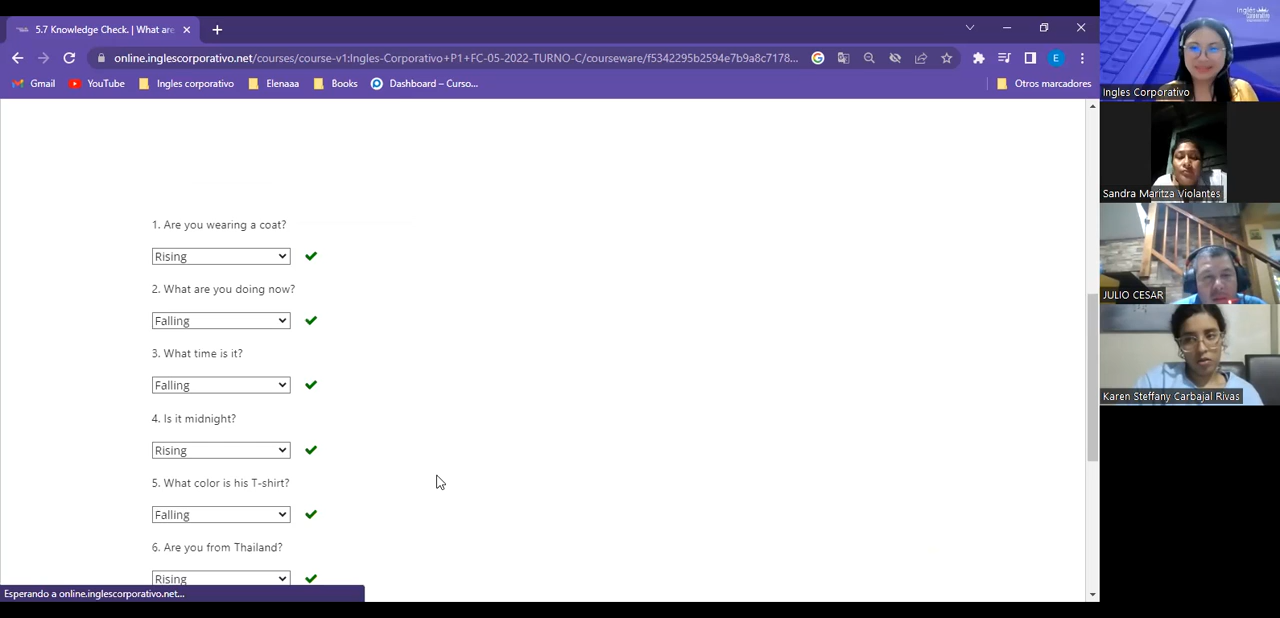 5.7 Knowledge Check. | What are
online.inglescorporativo.net/courses/course-v1:Ingles-Corporativo+P1+FC-05-2022-TURNO-C/courseware/f5342295b2594e7b9a8c7178...
E
Gmail
YouTube
Ingles corporativo
Elenaaa
Books
Dashboard – Curso...
Otros marcadores
1. Are you wearing a coat?
Rising
2. What are you doing now?
Falling
3. What time is it?
Falling
4. Is it midnight?
Rising
5. What color is his T-shirt?
Falling
6. Are you from Thailand?
Rising
Esperando a online.inglescorporativo.net...
Ingles Corporativo
Sandra Maritza Violantes
JULIO CESAR
Karen Steffany Carbajal Rivas